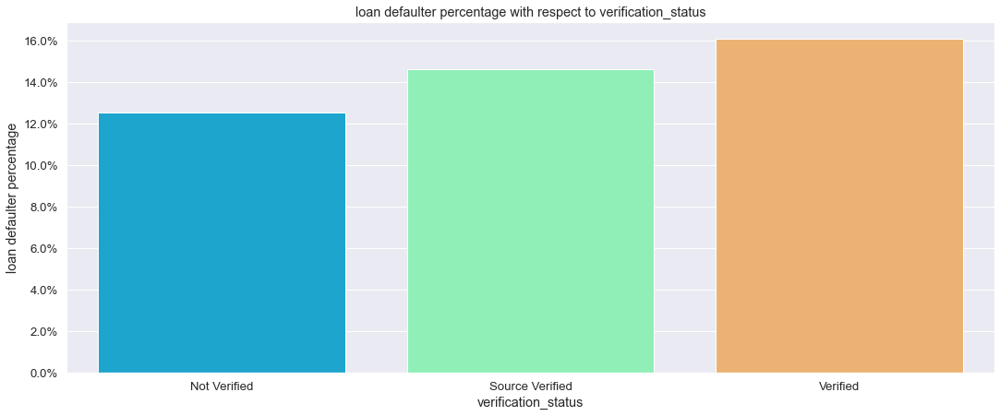 loan defaulter percentage with respect to verification_status
16.0%
14.0%
12.0%
10.0%
8.0%
6.0%
4.0%
2.0%
0.0%
loan defaulter percentage
Not Verified Source Verified Verified
verification_status